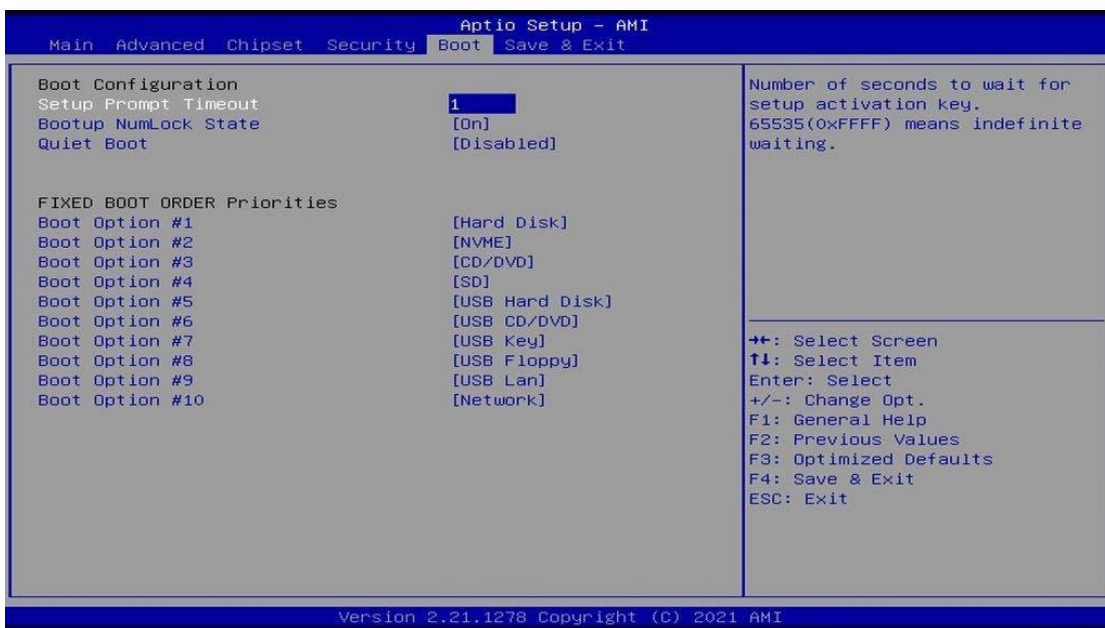 Aptio Setup – AMI
Main Advanced Chipset Security Boot Save & Exit
Boot Configuration
Setup Prompt Timeout 1
Bootup NumLock State [On]
Quiet Boot [Disabled]
FIXED BOOT ORDER Priorities
Boot Option #1 [Hard Disk]
Boot Option #2 [NVME]
Boot Option #3 [CD/DVD]
Boot Option #4 [SD]
Boot Option #5 [USB Hard Disk]
Boot Option #6 [USB CD/DVD]
Boot Option #7 [USB Key]
Boot Option #8 [USB Floppy]
Boot Option #9 [USB Lan]
Boot Option #10 [Network]
Number of seconds to wait for
setup activation key.
65535(0xFFFF) means indefinite
waiting.
→←: Select Screen
↑↓: Select Item
Enter: Select
+/-: Change Opt.
F1: General Help
F2: Previous Values
F3: Optimized Defaults
F4: Save & Exit
ESC: Exit
Version 2.21.1278 Copyright (C) 2021 AMI